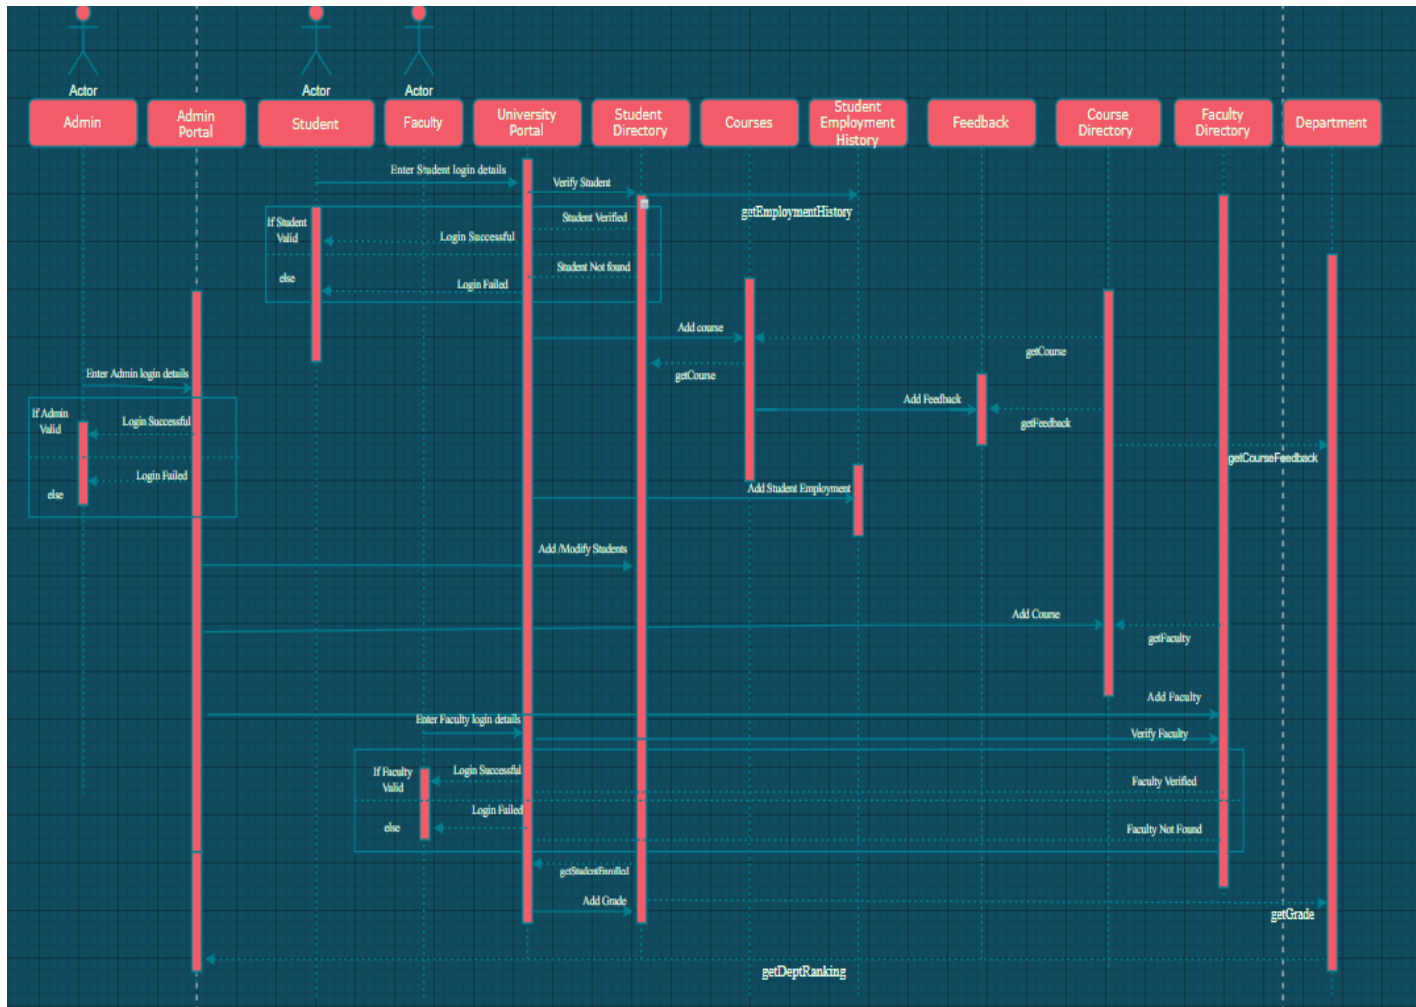 Actor
Actor
Actor
Admin
Admin
Portal
Student
Faculty
University
Portal
Student
Directory
Courses
Student
Employment
History
Feedback
Course
Directory
Faculty
Directory
Department
Enter Student login details
Verify Student
getEmploymentHistory
If Student
Valid
Student Verified
Login Successful
else
Student Not found
Login Failed
Add course
getCourse
getCourse
Enter Admin login details
Add Feedback
getFeedback
If Admin
Valid
Login Successful
getCourseFeedback
Login Failed
else
Add Student Employment
Add /Modify Students
Add Course
getFaculty
Add Faculty
Enter Faculty login details
Verify Faculty
If Faculty
Valid
Login Successful
Faculty Verified
Login Failed
else
Faculty Not Found
getStudentEnrolled
Add Grade
getGrade
getDeptRanking